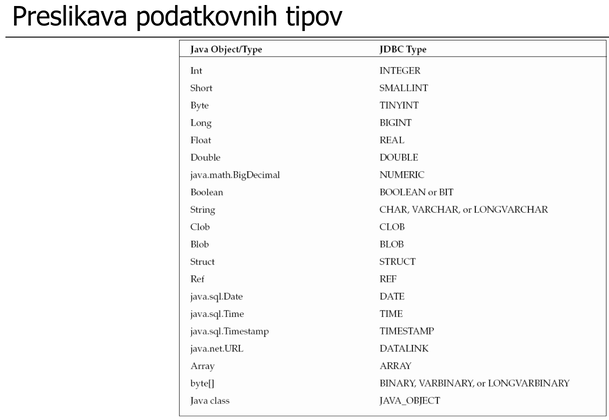 Preslikava podatkovnih tipov
Java Object/Type JDBC Type
Int INTEGER
Short SMALLINT
Byte TINYINT
Long BIGINT
Float REAL
Double DOUBLE
java.math.BigDecimal NUMERIC
Boolean BOOLEAN or BIT
String CHAR, VARCHAR, or LONGVARCHAR
Clob CLOB
Blob BLOB
Struct STRUCT
Ref REF
java.sql.Date DATE
java.sql.Time TIME
java.sql.Timestamp TIMESTAMP
java.net.URL DATALINK
Array ARRAY
byte[] BINARY, VARBINARY, or LONGVARBINARY
Java class JAVA_OBJECT